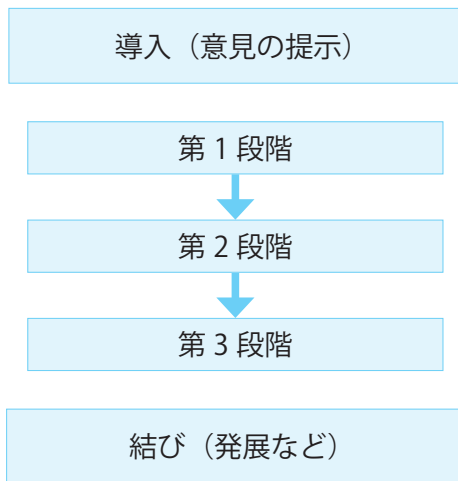 導入（意見の提示）
第 1 段階
第 2 段階
第 3 段階
結び（発展など）